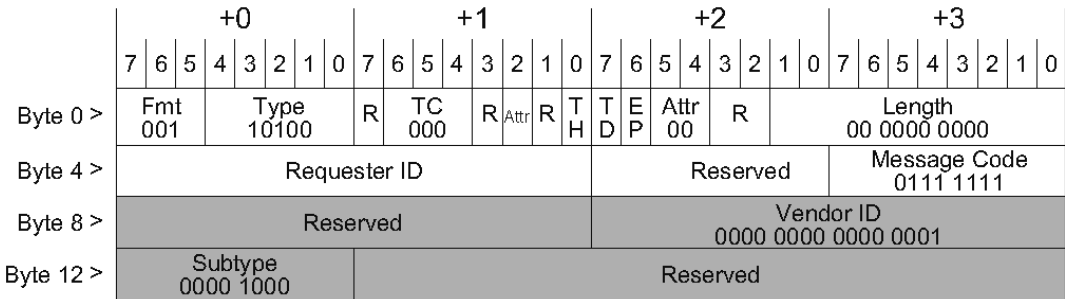 +0 +1 +2 +3
7 6 5 4 3 2 1 0 7 6 5 4 3 2 1 0 7 6 5 4 3 2 1 0 7 6 5 4 3 2 1 0
Byte 0 > Fmt 001 Type 10100 R TC 000 R Attr R TH TD EP Attr 00 R Length 00 0000 0000
Byte 4 > Requester ID Reserved Message Code 0111 1111
Byte 8 > Reserved Vendor ID 0000 0000 0000 0001
Byte 12 > Subtype 0000 1000 Reserved